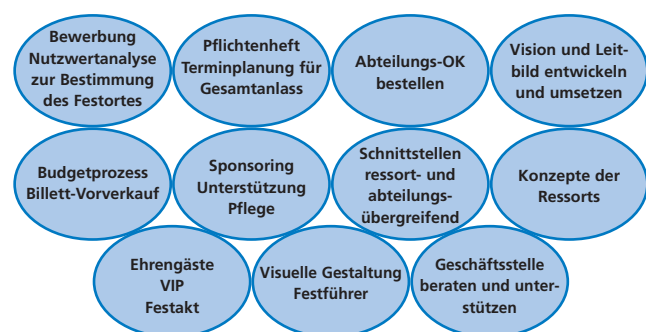 Bewerbung
Nutzwertanalyse
zur Bestimmung
des Festortes
Pflichtenheft
Terminplanung für
Gesamtanlass
Abteilungs-OK
bestellen
Vision und Leit-
bild entwickeln
und umsetzen
Budgetprozess
Billett-Vorverkauf
Sponsoring
Unterstützung
Pflege
Schnittstellen
ressort- und
abteilungs-
übergreifend
Konzepte der
Ressorts
Ehrengäste
VIP
Festakt
Visuelle Gestaltung
Festführer
Geschäftsstelle
beraten und unter-
stützen